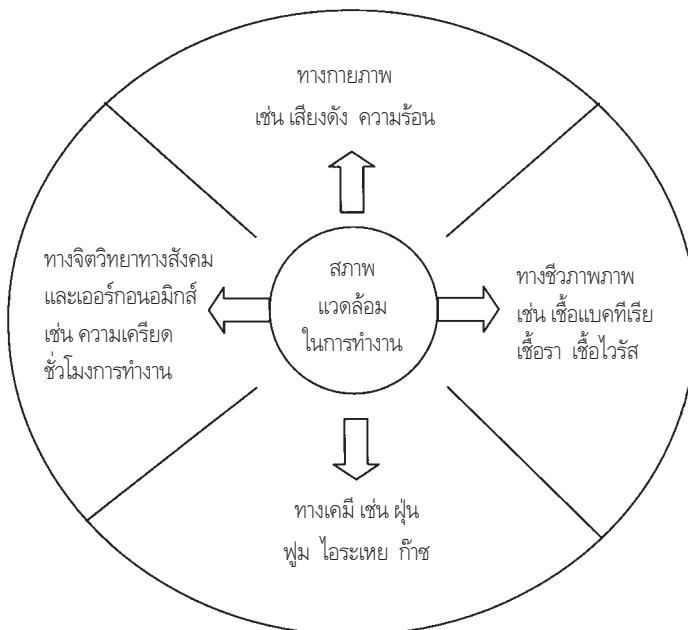 ทางกายภาพ
เช่น เสียงดัง ความร้อน
ทางจิตวิทยาทางสังคม
และเออร์กอนอมิกส์
เช่น ความเครียด
ชั่วโมงการทำงาน
สภาพ
แวดล้อม
ในการทำงาน
ทางชีวภาพภาพ
เช่น เชื้อแบคทีเรีย
เชื้อรา เชื้อไวรัส
ทางเคมี เช่น ฝุ่น
ฟูม ไอระเหย ก๊าซ